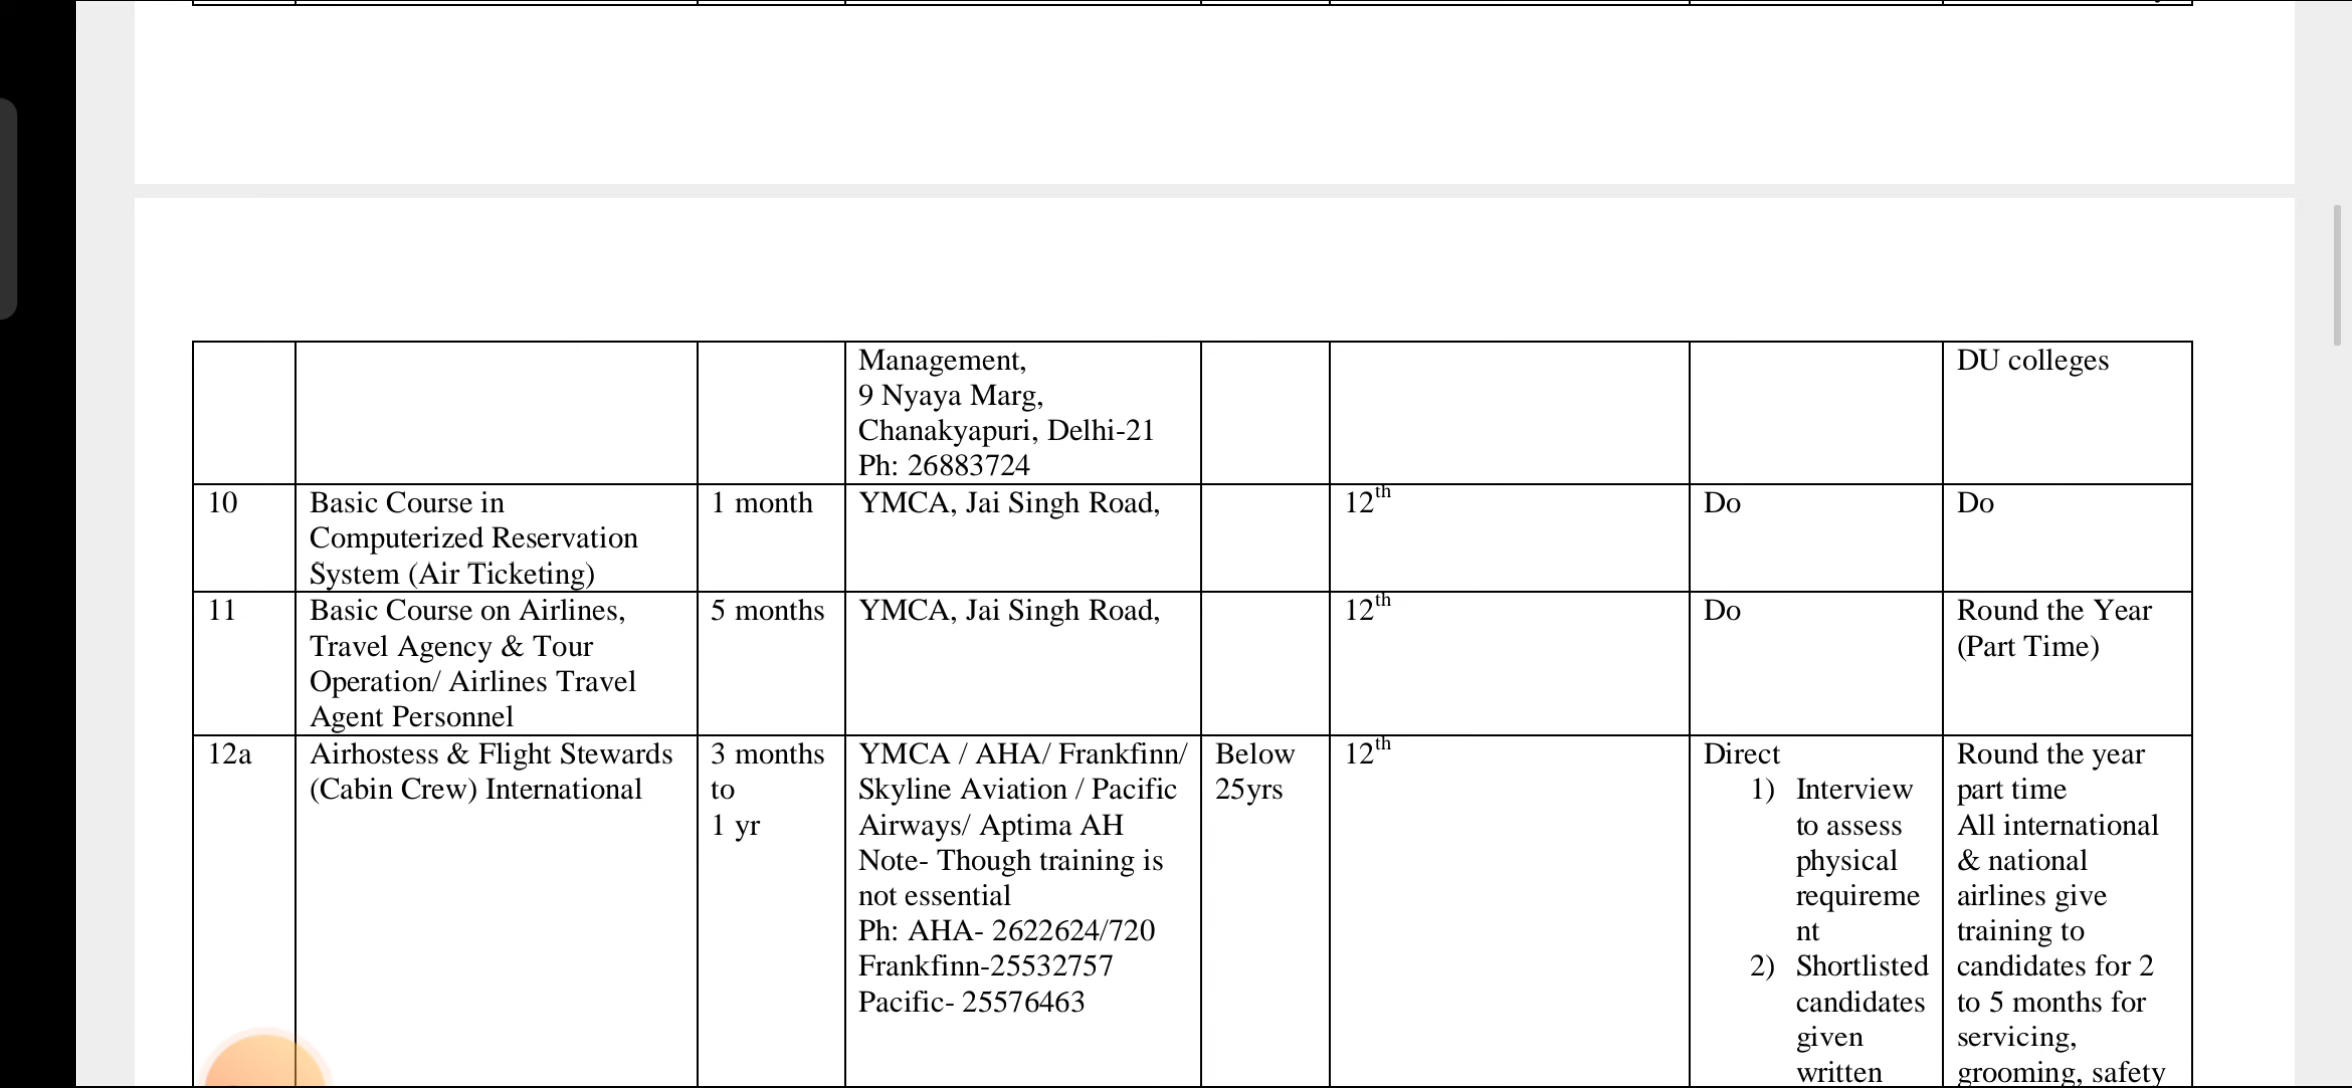 Management,
9 Nyaya Marg,
Chanakyapuri, Delhi-21
Ph: 26883724
DU colleges
10
Basic Course in
Computerized Reservation
System (Air Ticketing)
1 month
YMCA, Jai Singh Road,
12th
Do
Do
11
Basic Course on Airlines,
Travel Agency & Tour
Operation/ Airlines Travel
Agent Personnel
5 months
YMCA, Jai Singh Road,
12th
Do
Round the Year
(Part Time)
12a
Airhostess & Flight Stewards
(Cabin Crew) International
3 months
to
1 yr
YMCA / AHA/ Frankfinn/
Skyline Aviation / Pacific
Airways/ Aptima AH
Note- Though training is
not essential
Ph: AHA- 2622624/720
Frankfinn-25532757
Pacific- 25576463
Below
25yrs
12th
Direct
1) Interview
to assess
physical
requireme
nt
2) Shortlisted
candidates
given
written
Round the year
part time
All international
& national
airlines give
training to
candidates for 2
to 5 months for
servicing,
grooming, safety